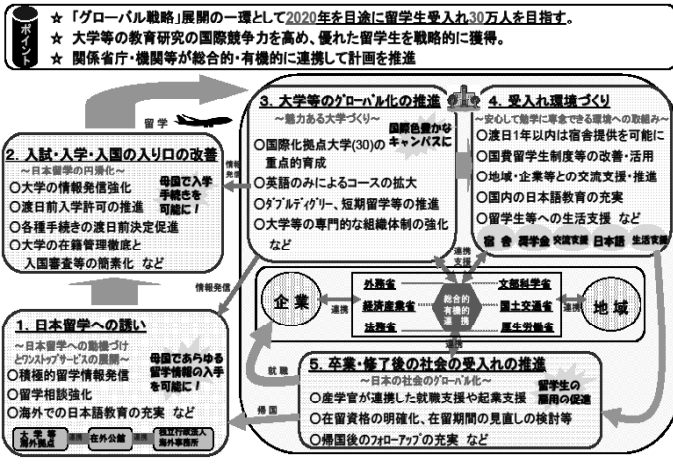 ポイント
☆ 「グローバル戦略」展開の一環として2020年を目途に留学生受入れ30万人を目指す。
☆ 大学等の教育研究の国際競争力を高め、優れた留学生を戦略的に獲得。
☆ 関係省庁・機関等が総合的・有機的に連携して計画を推進
留学
2. 入試・入学・入国の入り口の改善
~日本留学の円滑化~
○大学の情報発信強化
○渡日前入学許可の推進
○各種手続きの渡日前決定促進
○大学の在籍管理徹底と
入国審査等の簡素化 など
母国で入学
手続きを
可能に!
情報
発信
3. 大学等のグローバル化の推進
~魅力ある大学づくり~
○国際化拠点大学(30)の
重点的育成
○英語のみによるコースの拡大
○ダブルディグリー、短期留学等の推進
○大学等の専門的な組織体制の強化
など
国際色豊かな
キャンパスに
4. 受入れ環境づくり
~安心して勉学に専念できる環境への取組み~
○渡日1年以内は宿舎提供を可能に
○国費留学生制度等の改善・活用
○地域・企業等との交流支援・推進
○国内の日本語教育の充実
○留学生等への生活支援 など
宿舎 奨学金 交流支援 日本語 生活支援
連携
支援
情報発信
企業
連携
外務省
経済産業省
法務省
総合的
有機的
連携
文部科学省
国土交通省
厚生労働省
連携
地域
連携
1. 日本留学への誘い
~日本留学への動機づけ
とワンストップサービスの展開~
○積極的留学情報発信
○留学相談強化
○海外での日本語教育の充実 など
母国であらゆる
留学情報の入手
を可能に!
大学等
海外拠点
連携
在外公館
連携
独立行政法人
海外事務所
就職
帰国
5. 卒業・修了後の社会の受入れの推進
~日本の社会のグローバル化~
○産学官が連携した就職支援や起業支援
○在留資格の明確化、在留期間の見直しの検討等
○帰国後のフォローアップの充実 など
留学生の
雇用の促進